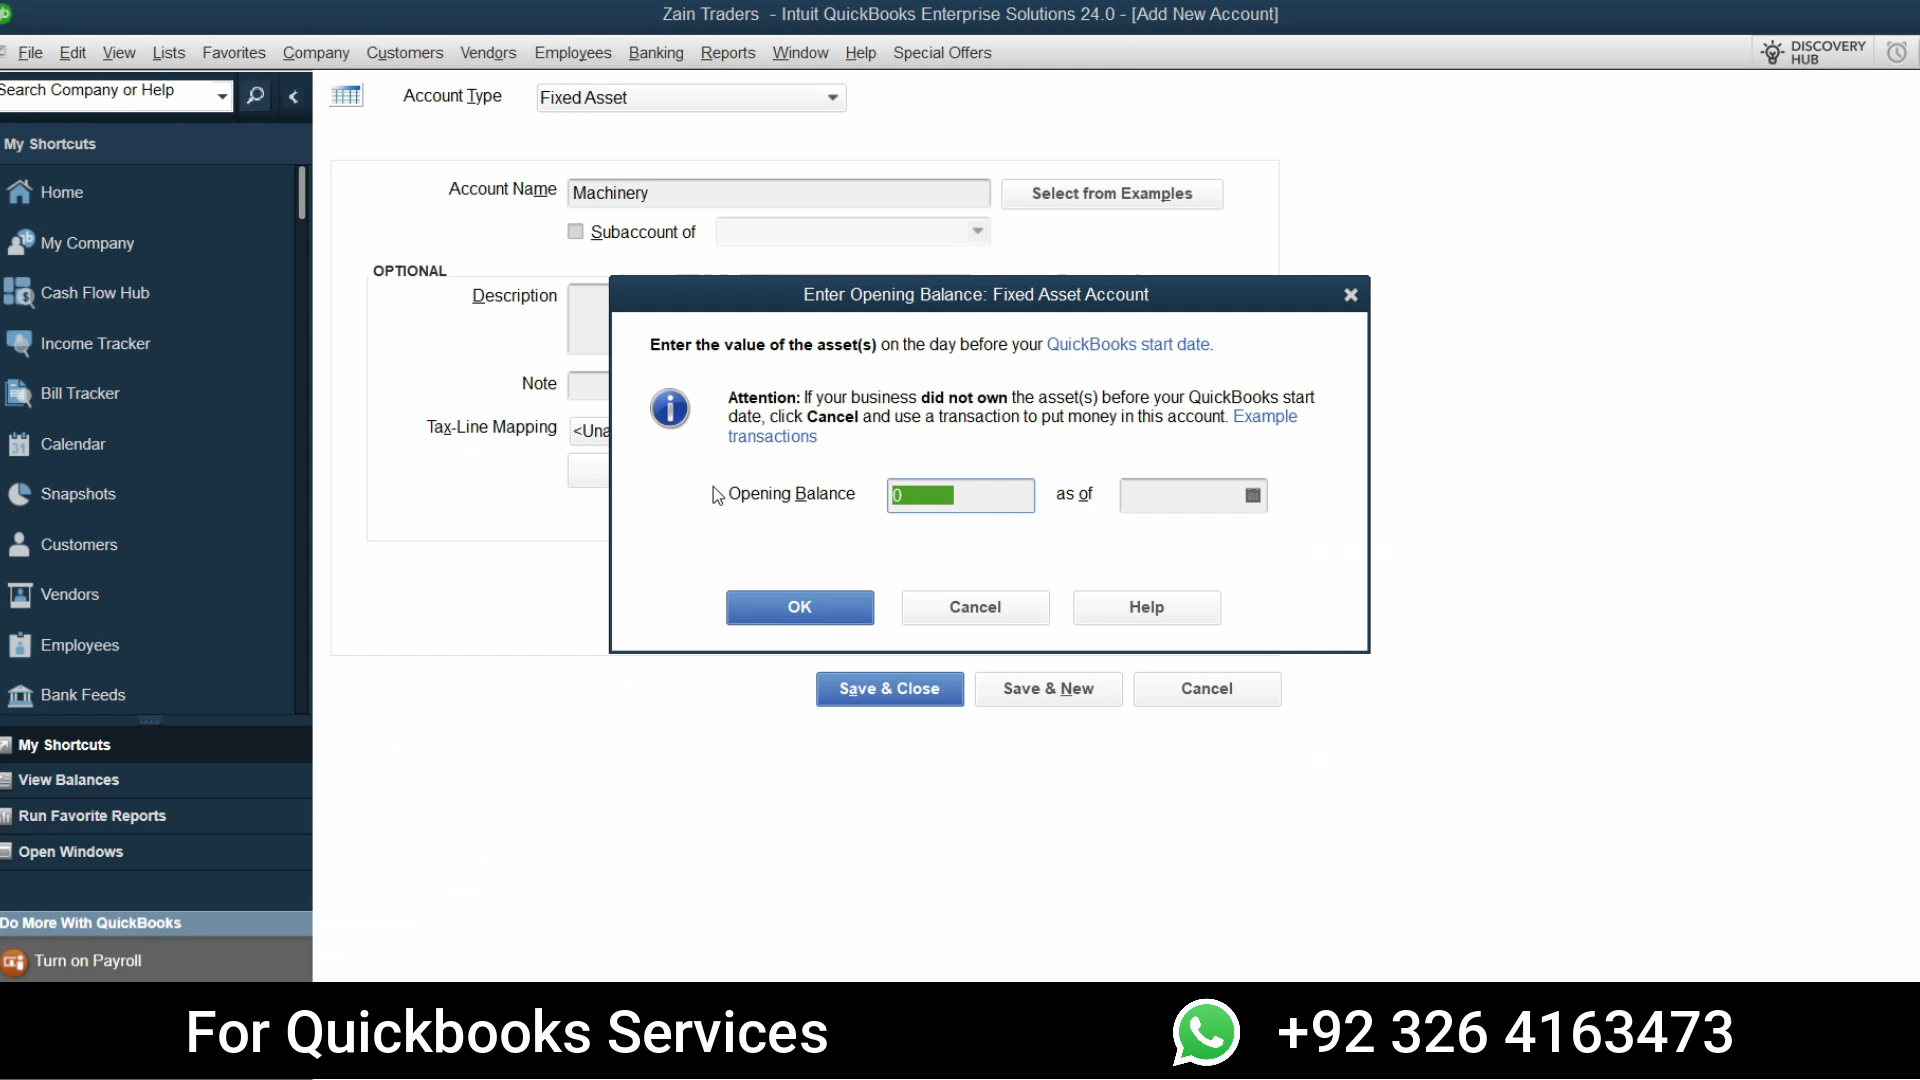 Zain Traders - Intuit QuickBooks Enterprise Solutions 24.0 - [Add New Account]
File Edit View Lists Favorites Company Customers Vendors Employees Banking Reports Window Help Special Offers
DISCOVERY
HUB
Search Company or Help
Account Type Fixed Asset
My Shortcuts
Home
My Company
Cash Flow Hub
Income Tracker
Bill Tracker
Calendar
Snapshots
Customers
Vendors
Employees
Bank Feeds
My Shortcuts
View Balances
Run Favorite Reports
Open Windows
Do More With QuickBooks
Turn on Payroll
Account Name Machinery Select from Examples
Subaccount of
OPTIONAL
Description
Note
Tax-Line Mapping <Una
Enter Opening Balance: Fixed Asset Account
Enter the value of the asset(s) on the day before your QuickBooks start date.
Attention: If your business did not own the asset(s) before your QuickBooks start
date, click Cancel and use a transaction to put money in this account. Example
transactions
Opening Balance 0 as of
OK Cancel Help
Save & Close Save & New Cancel
For Quickbooks Services +92 326 4163473